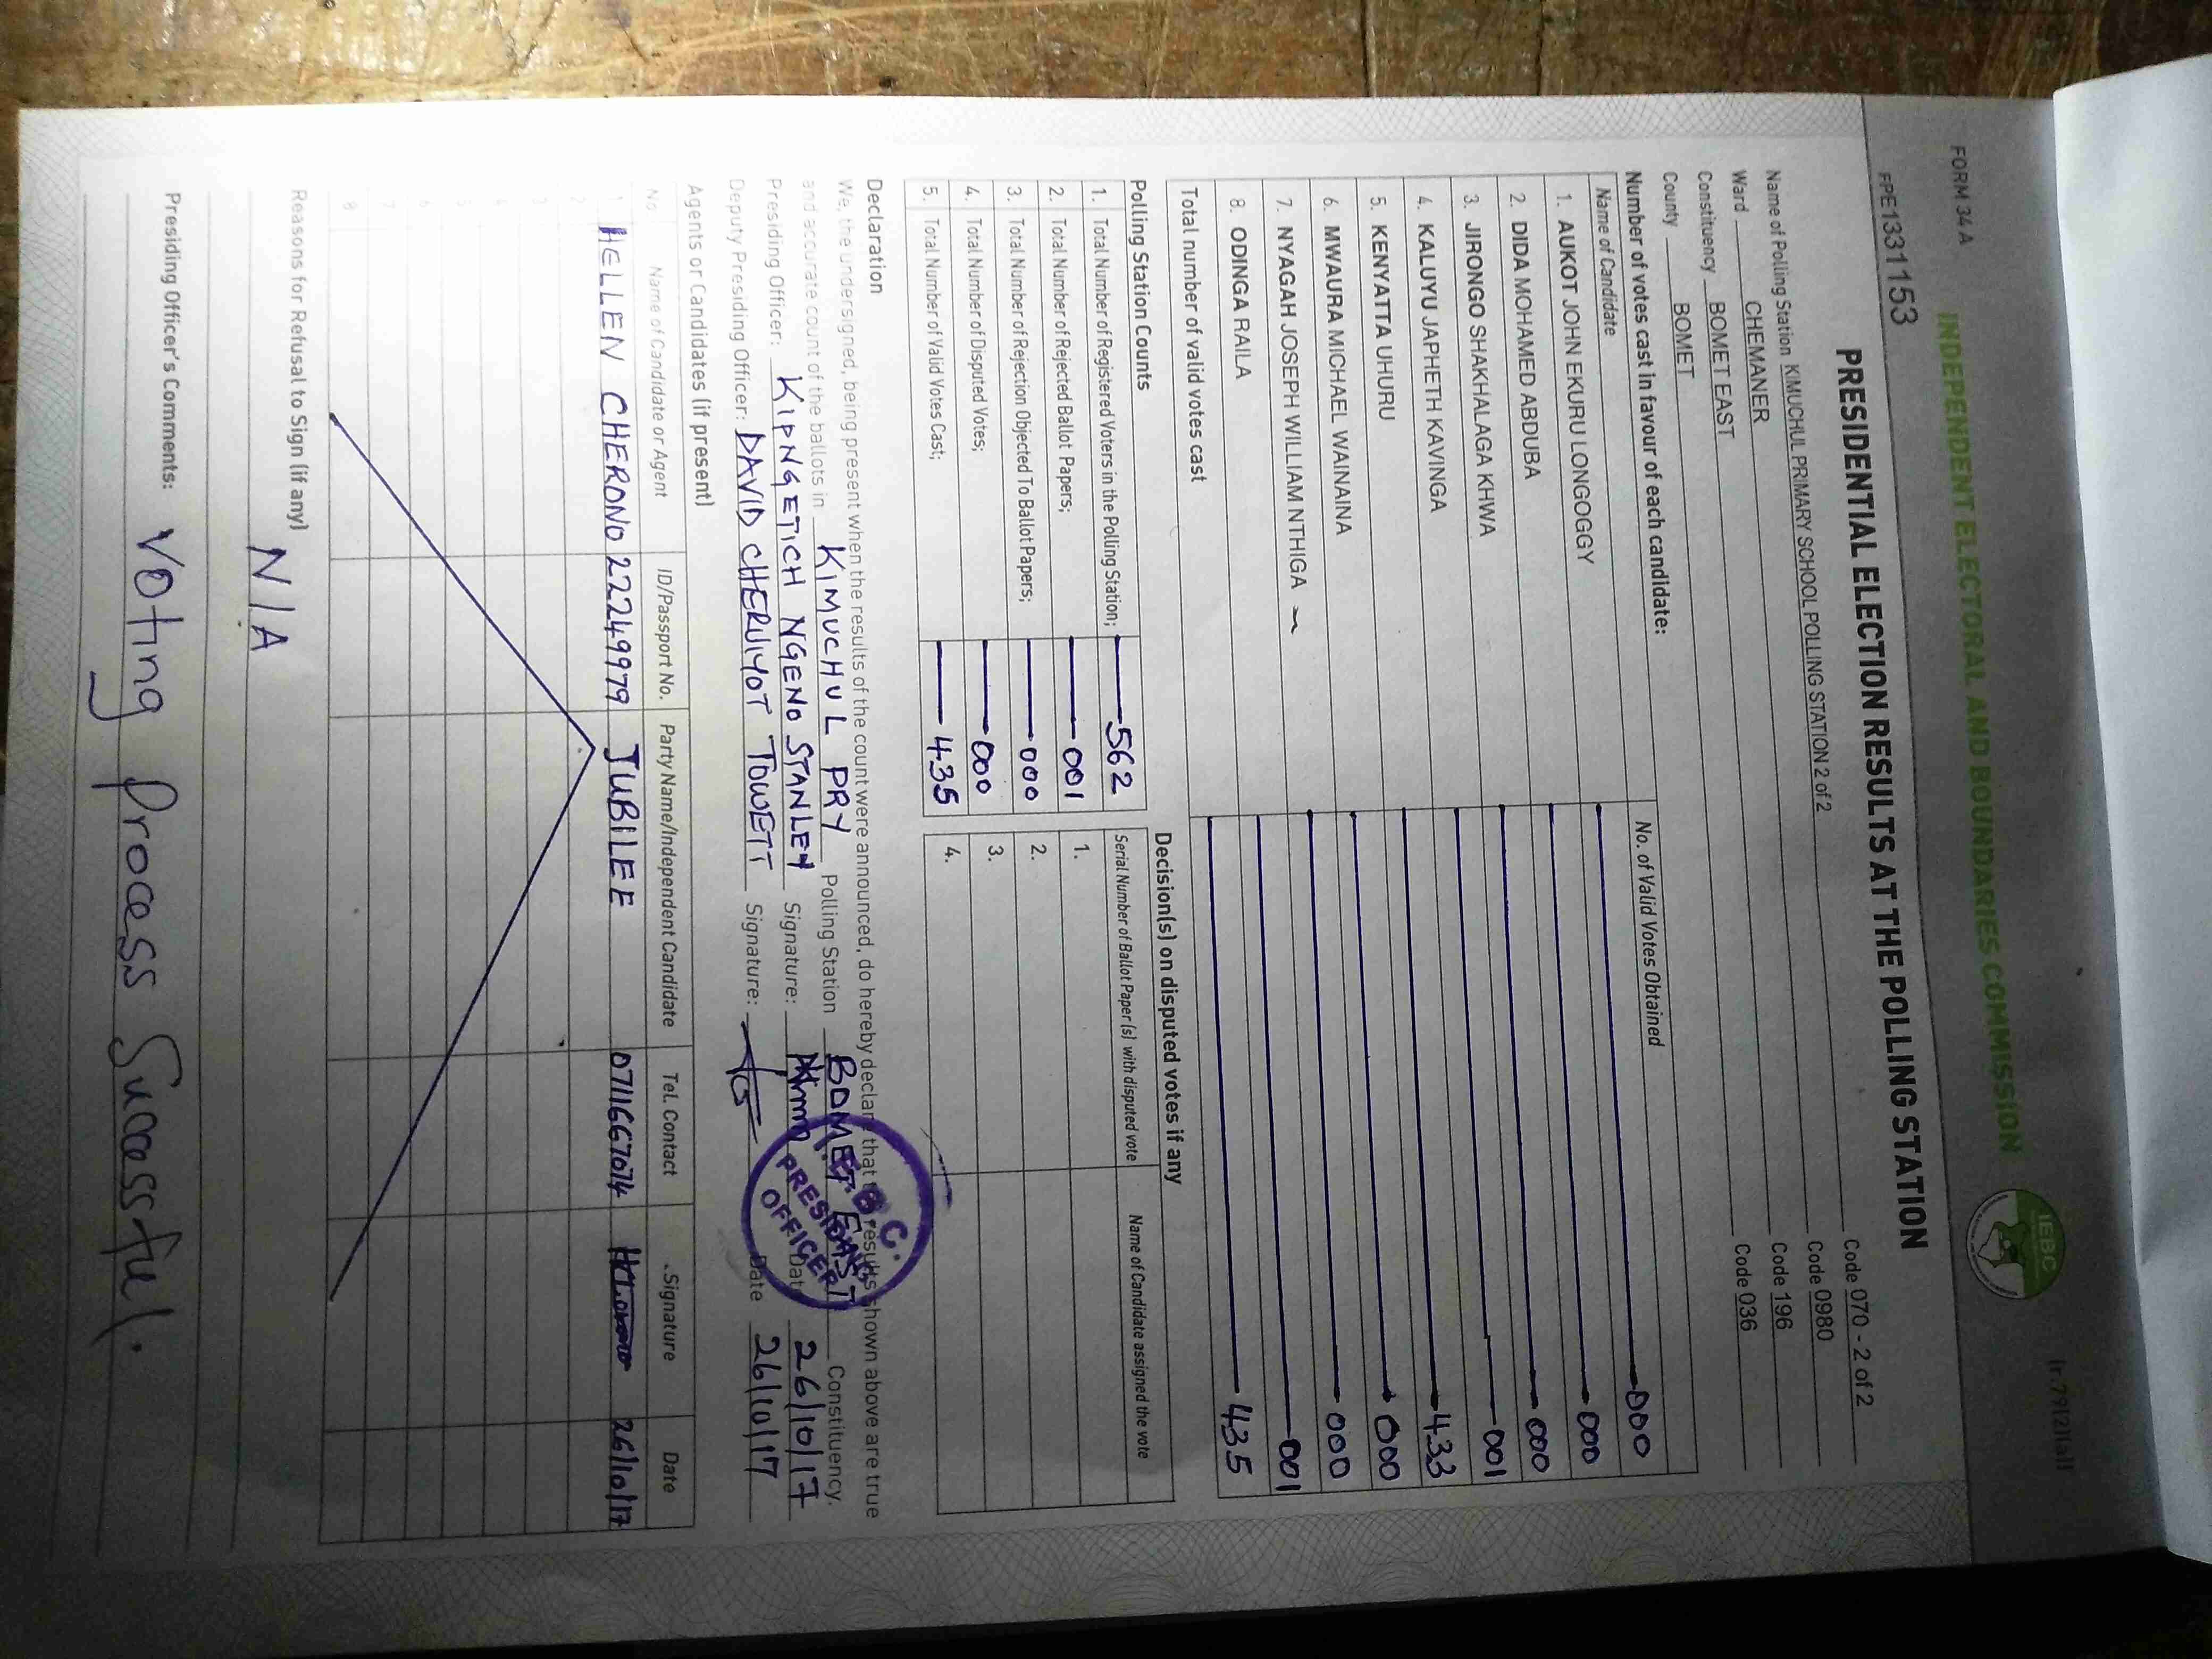 FORM 34A
INDEPENDENT ELECTORAL AND BOUNDARIES COMMISSION
IEBC
FPE1331153
PRESIDENTIAL ELECTION RESULTS AT THE POLLING STATION
Name of Polling Station KIMUCHUL PRIMARY SCHOOL POLLING STATION 2 of 2 Code 070 - 2 of 2
Ward CHEMANER Code 0980
Constituency BOMET EAST Code 196
County BOMET Code 036
Number of votes cast in favour of each candidate:
Name of Candidate No. of Valid Votes Obtained
1. AUKOT JOHN EKURU LONGOGGY 000
2. DIDA MOHAMED ABDUBA 000
3. JIRONGO SHAKHALAGA KHWA 000
4. KALUYU JAPHETH KAVINGA 001
5. KENYATTA UHURU 433
6. MWAURA MICHAEL WAINAINA 000
7. NYAGAH JOSEPH WILLIAM NTHIGA 000
8. ODINGA RAILA 001
Total number of valid votes cast 435
Polling Station Counts
1. Total Number of Registered Voters in the Polling Station; 562
2. Total Number of Rejected Ballot Papers; 001
3. Total Number of Rejection Objected To Ballot Papers; 000
4. Total Number of Disputed Votes; 000
5. Total Number of Valid Votes Cast; 435
Decision(s) on disputed votes if any
Serial Number of Ballot Paper (s) with disputed vote Name of Candidate assigned the vote
1.
2.
3.
4.
Declaration
We, the undersigned, being present when the results of the count were announced, do hereby declare that the results shown above are true
and accurate count of the ballots in KIMUCHUL PRY Polling Station BOMET EAST Constituency.
Presiding Officer: KIPNGETICH NGENO STANLEY Signature: Date 26/10/17
Deputy Presiding Officer: DAVID CHERUIYOT TOWETT Signature: Date 26/10/17
I.E.B.C.
PRESIDING
OFFICER
Agents or Candidates (if present)
No Name of Candidate or Agent ID/Passport No. Party Name/Independent Candidate Tel. Contact Signature Date
1 HELLEN CHERONO 22249979 JUBILEE 0711667074 26/10/17
2
3
4
5
6
7
8
Reasons for Refusal to Sign (if any)
N/A
Presiding Officer's Comments: Voting process Sucessful.